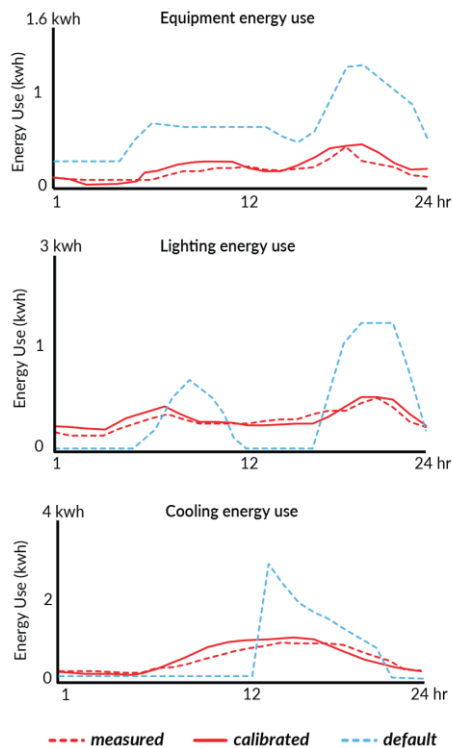 1.6 kwh
Equipment energy use
Energy Use (kwh)
1
0
1
12
24 hr
3 kwh
Lighting energy use
Energy Use (kwh)
1
0
1
12
24 hr
4 kwh
Cooling energy use
Energy Use (kwh)
2
0
1
12
24 hr
measured
calibrated
default